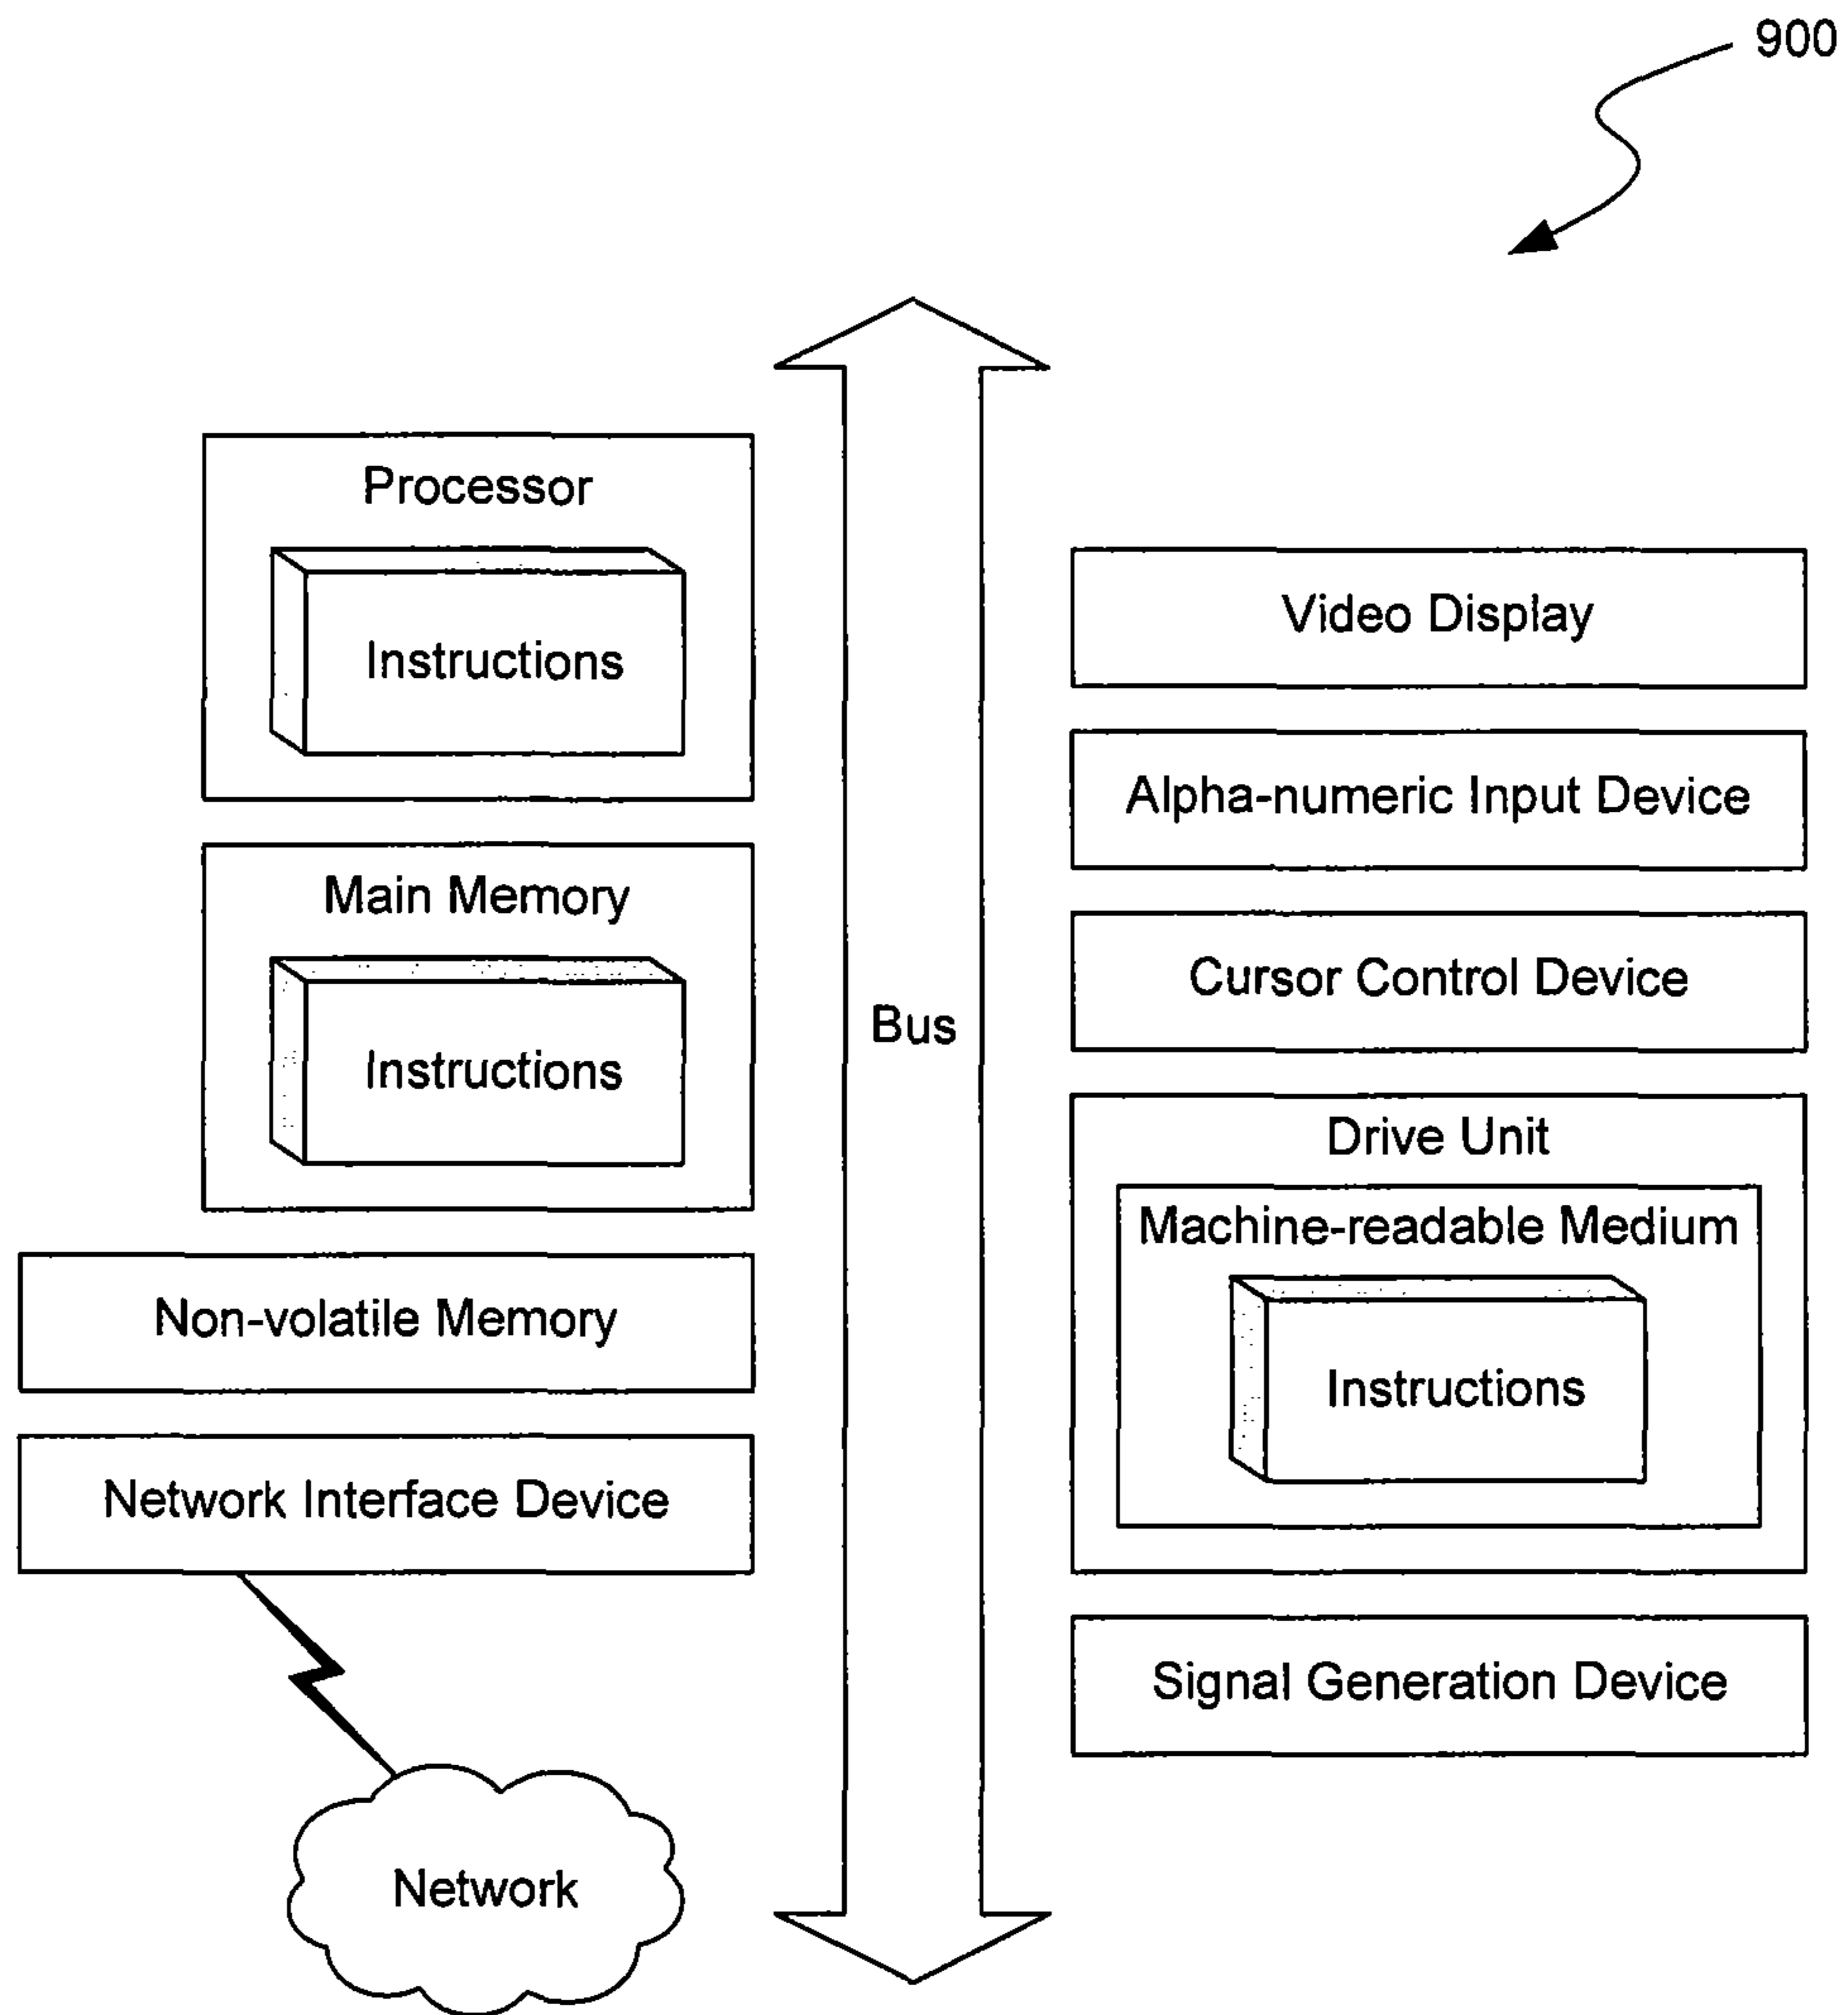 900
Processor
Instructions
Main Memory
Instructions
Non-volatile Memory
Network Interface Device
Network
Bus
Video Display
Alpha-numeric Input Device
Cursor Control Device
Drive Unit
Machine-readable Medium
Instructions
Signal Generation Device